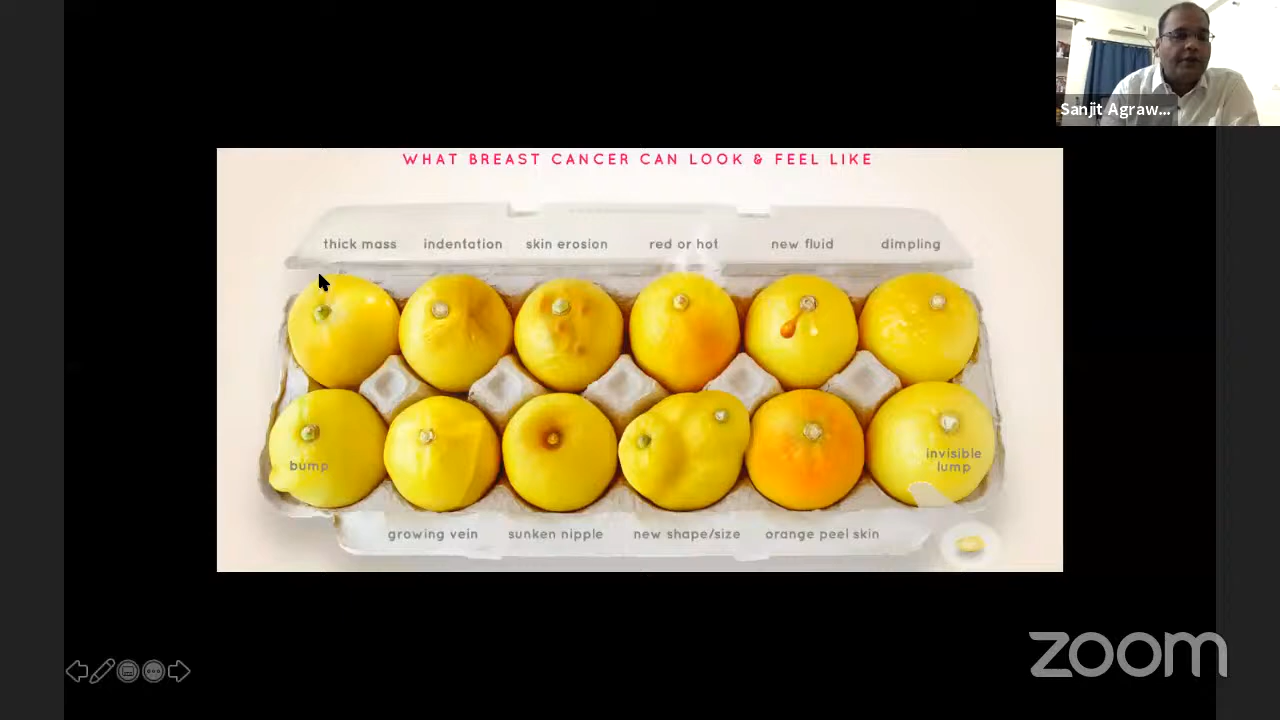 Sanjit Agraw...
WHAT BREAST CANCER CAN LOOK & FEEL LIKE
thick mass
indentation
skin erosion
red or hot
new fluid
dimpling
bump
invisible
lump
growing vein
sunken nipple
new shape/size
orange peel skin
zoom